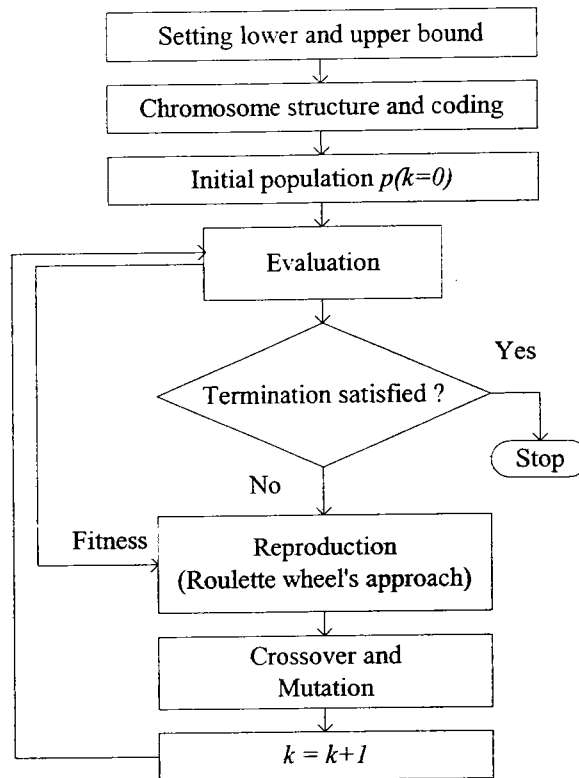 Setting lower and upper bound
Chromosome structure and coding
Initial population p(k=0)
Evaluation
Yes
Termination satisfied ?
Stop
No
Fitness
Reproduction
(Roulette wheel's approach)
Crossover and
Mutation
k = k+1